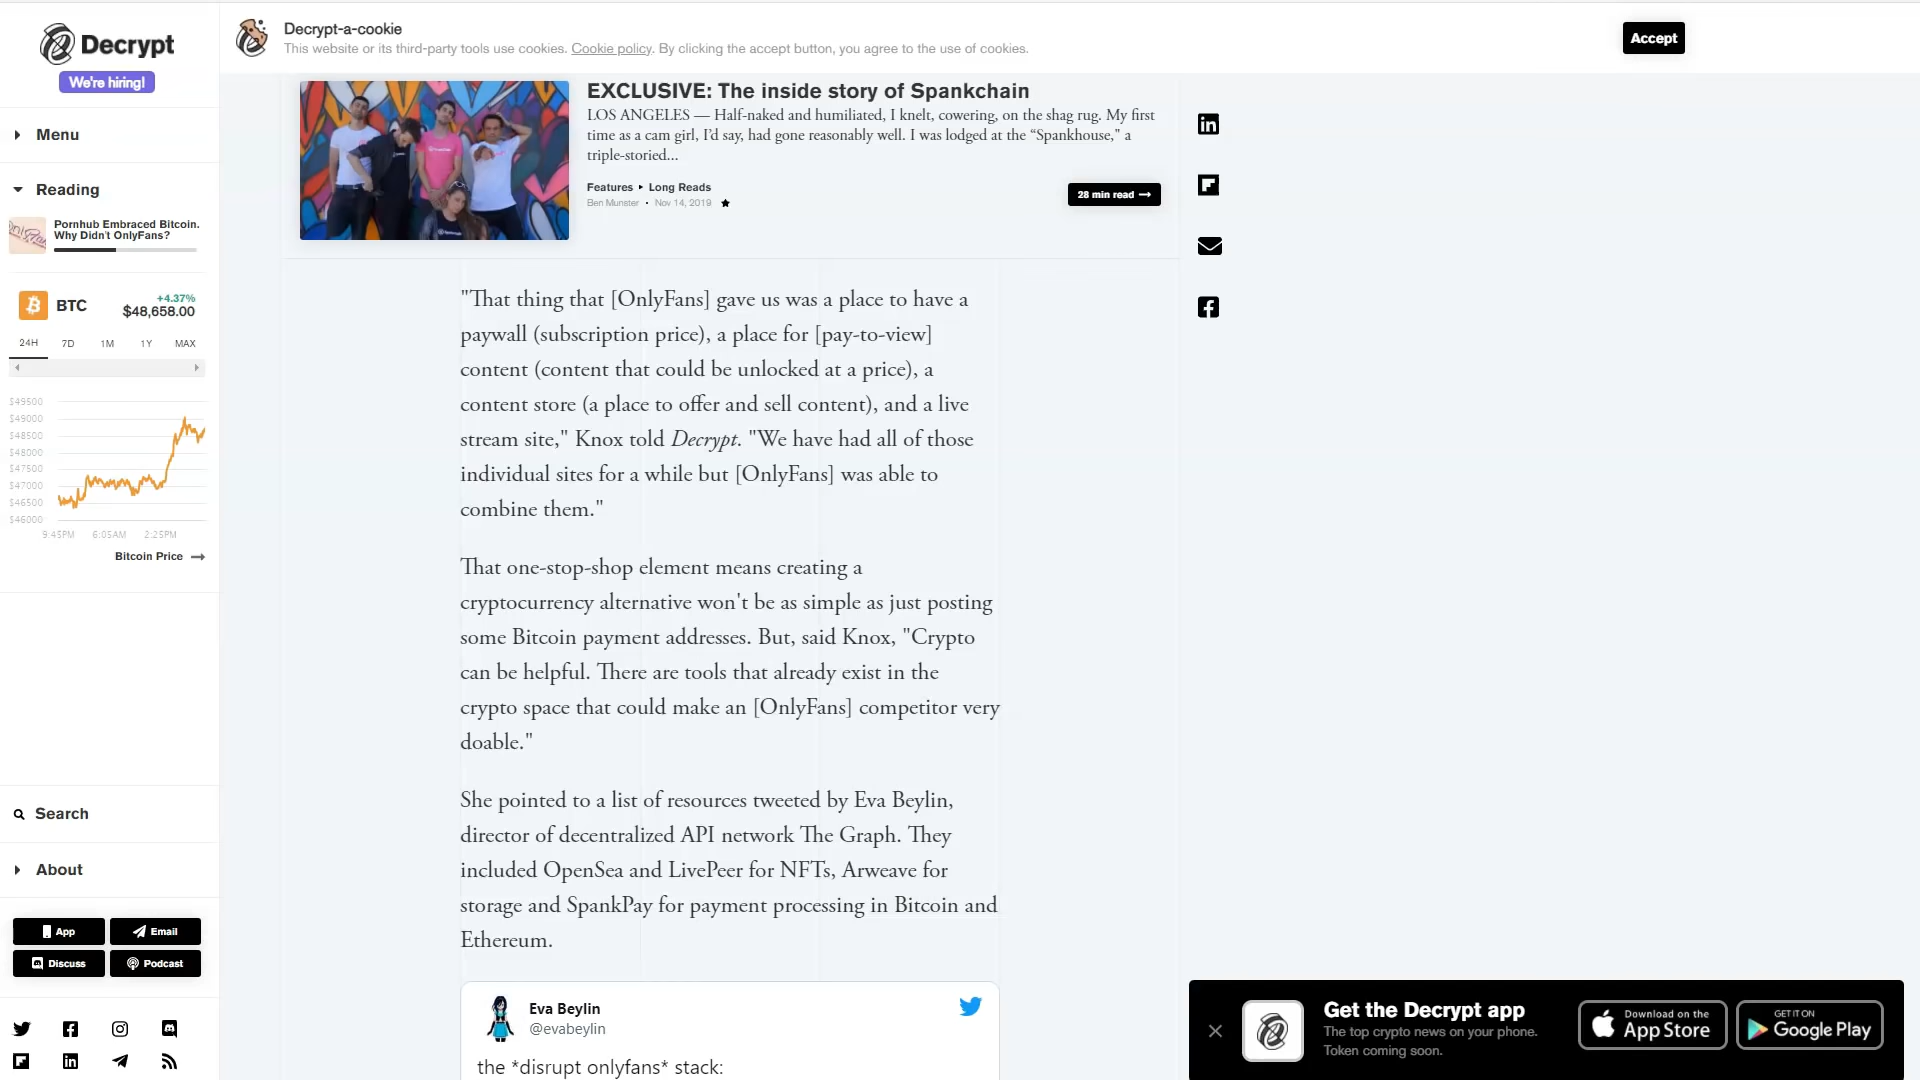 Decrypt
We're hiring!
Menu
Reading
Pornhub Embraced Bitcoin.
Why Didn't OnlyFans?
BTC
+4.37%
$48,658.00
24H
7D
1M
1Y
MAX
$49500
$49000
$48500
$48000
$47500
$47000
$46500
$46000
9:45PM
6:05AM
2:25PM
Bitcoin Price
Search
About
App
Email
Discuss
Podcast
Decrypt-a-cookie
This website or its third-party tools use cookies. Cookie policy. By clicking the accept button, you agree to the use of cookies.
Accept
EXCLUSIVE: The inside story of Spankchain
LOS ANGELES — Half-naked and humiliated, I knelt, cowering, on the shag rug. My first
time as a cam girl, I'd say, had gone reasonably well. I was lodged at the “Spankhouse,” a
triple-storied...
Features ‣ Long Reads
Ben Munster • Nov 14, 2019 ★
28 min read →
"That thing that [OnlyFans] gave us was a place to have a
paywall (subscription price), a place for [pay-to-view]
content (content that could be unlocked at a price), a
content store (a place to offer and sell content), and a live
stream site," Knox told Decrypt. "We have had all of those
individual sites for a while but [OnlyFans] was able to
combine them."
That one-stop-shop element means creating a
cryptocurrency alternative won't be as simple as just posting
some Bitcoin payment addresses. But, said Knox, "Crypto
can be helpful. There are tools that already exist in the
crypto space that could make an [OnlyFans] competitor very
doable."
She pointed to a list of resources tweeted by Eva Beylin,
director of decentralized API network The Graph. They
included OpenSea and LivePeer for NFTs, Arweave for
storage and SpankPay for payment processing in Bitcoin and
Ethereum.
Eva Beylin
@evabeylin
the *disrupt onlyfans* stack:
Get the Decrypt app
The top crypto news on your phone.
Token coming soon.
Download on the
App Store
GET IT ON
Google Play